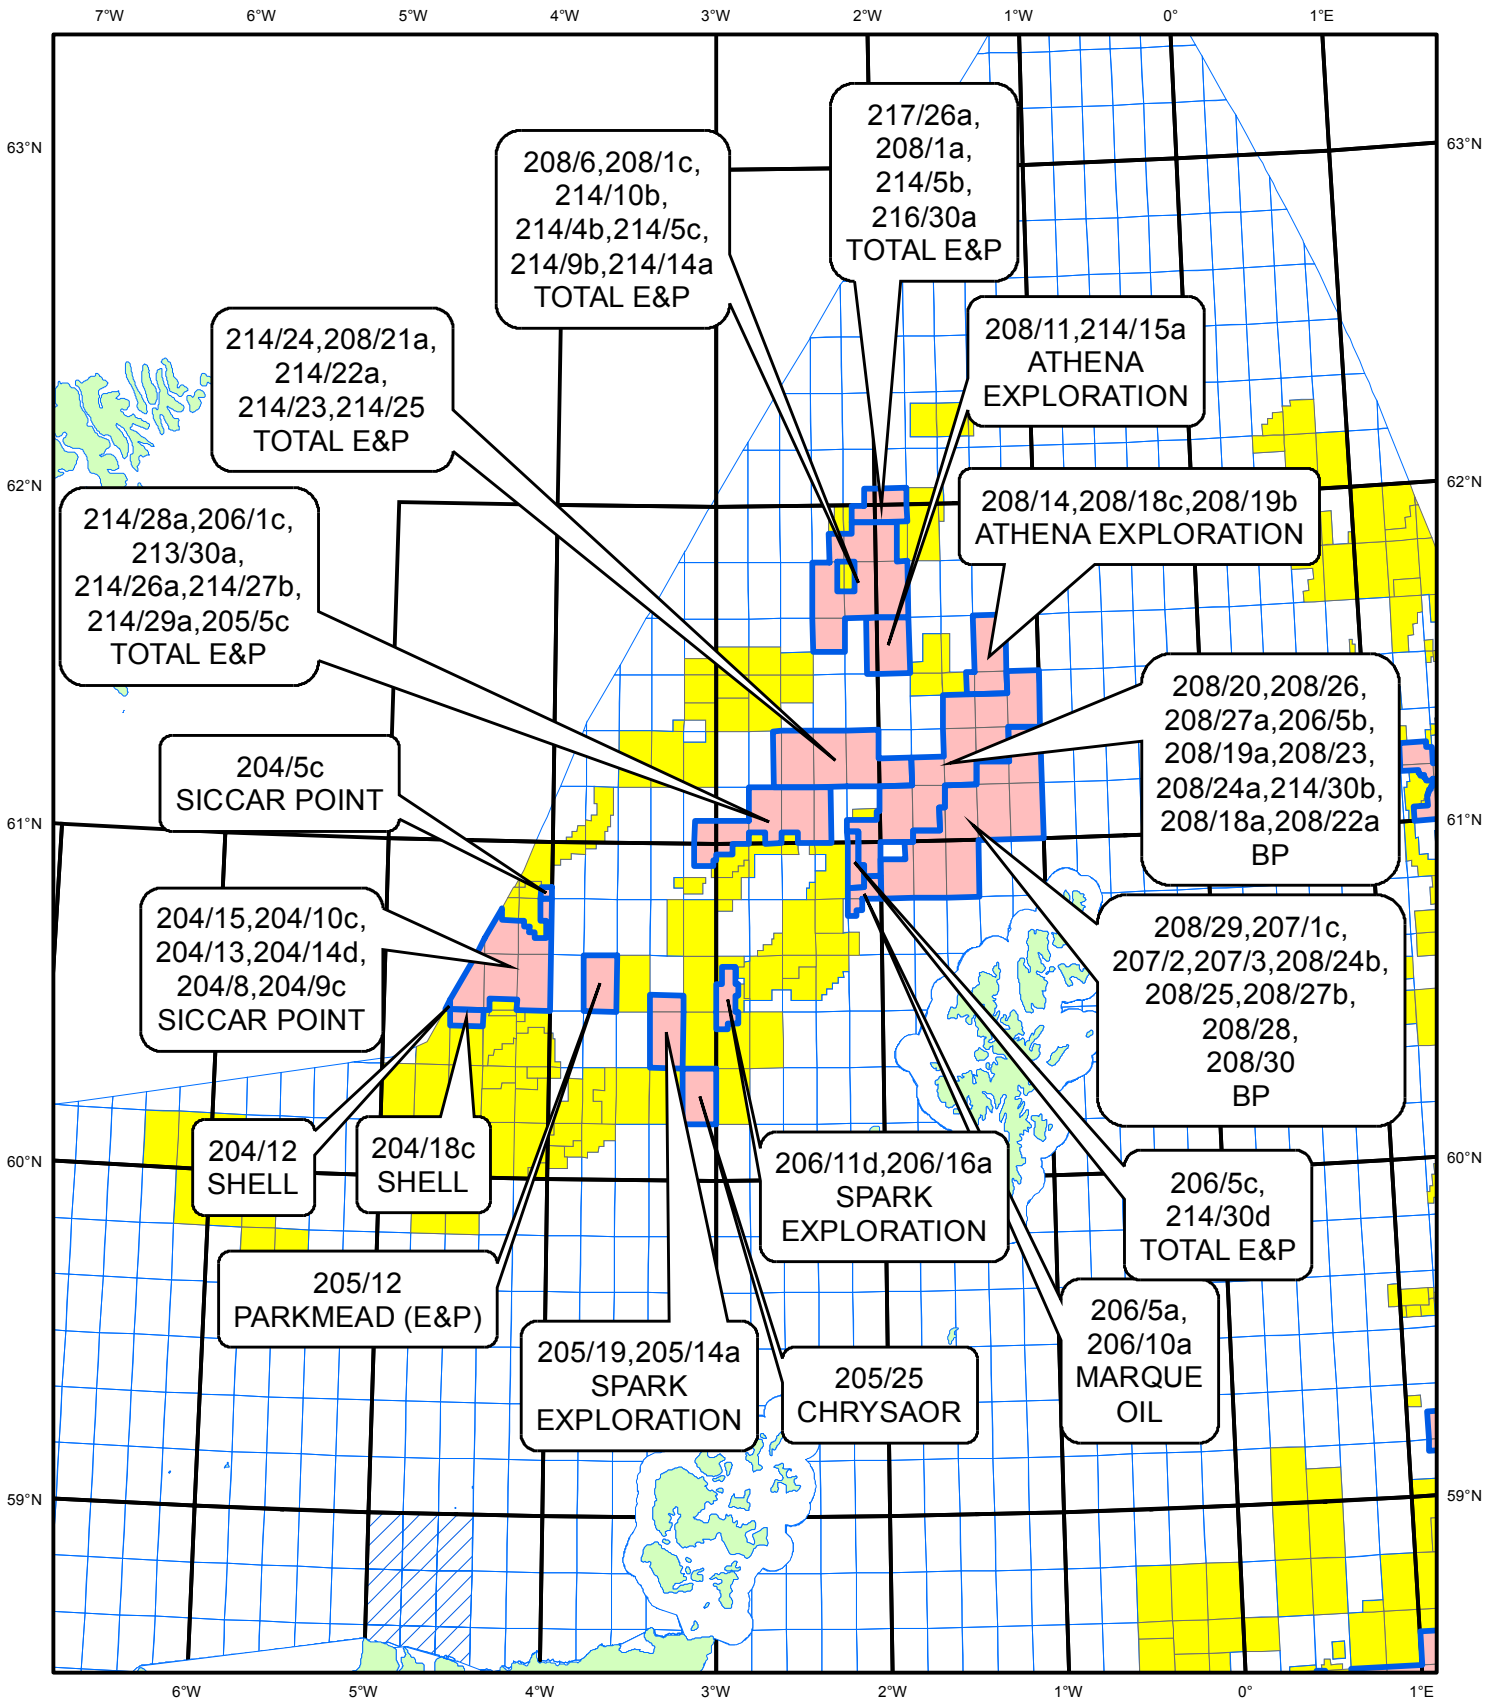 7°W 6°W 5°W 4°W 3°W 2°W 1°W 0° 1°E
63°N
63°N
62°N
62°N
61°N
61°N
60°N
60°N
59°N
59°N
217/26a,
208/1a,
214/5b,
216/30a
TOTAL E&P
208/6,208/1c,
214/10b,
214/4b,214/5c,
214/9b,214/14a
TOTAL E&P
208/11,214/15a
ATHENA
EXPLORATION
214/24,208/21a,
214/22a,
214/23,214/25
TOTAL E&P
208/14,208/18c,208/19b
ATHENA EXPLORATION
214/28a,206/1c,
213/30a,
214/26a,214/27b,
214/29a,205/5c
TOTAL E&P
208/20,208/26,
208/27a,206/5b,
208/19a,208/23,
208/24a,214/30b,
208/18a,208/22a
BP
204/5c
SICCAR POINT
204/15,204/10c,
204/13,204/14d,
204/8,204/9c
SICCAR POINT
208/29,207/1c,
207/2,207/3,208/24b,
208/25,208/27b,
208/28,
208/30
BP
204/12
SHELL
204/18c
SHELL
206/11d,206/16a
SPARK
EXPLORATION
206/5c,
214/30d
TOTAL E&P
205/12
PARKMEAD (E&P)
206/5a,
206/10a
MARQUE
OIL
205/19,205/14a
SPARK
EXPLORATION
205/25
CHRYSAOR
6°W 5°W 4°W 3°W 2°W 1°W 0° 1°E